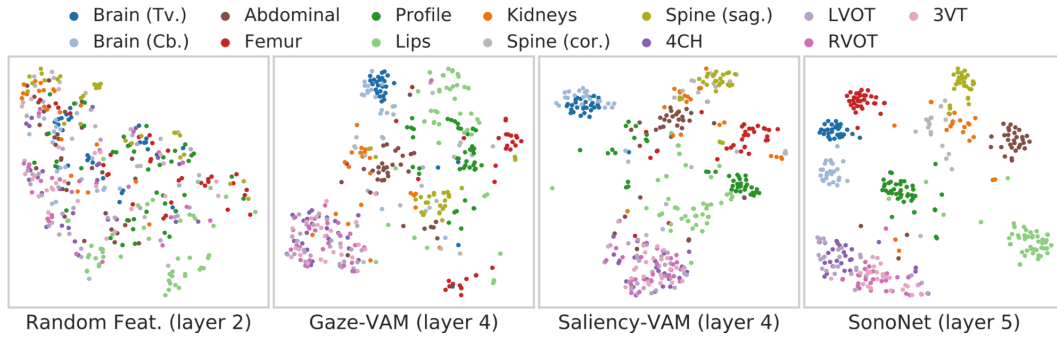 Brain (Tv.) Abdominal Profile Kidneys Spine (sag.) LVOT 3VT
Brain (Cb.) Femur Lips Spine (cor.) 4CH RVOT
Random Feat. (layer 2) Gaze-VAM (layer 4) Saliency-VAM (layer 4) SonoNet (layer 5)